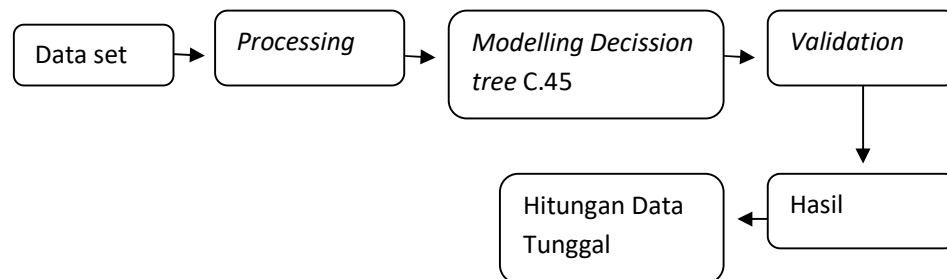 Data set
Processing
Modelling Decission
tree C.45
Validation
Hasil
Hitungan Data
Tunggal